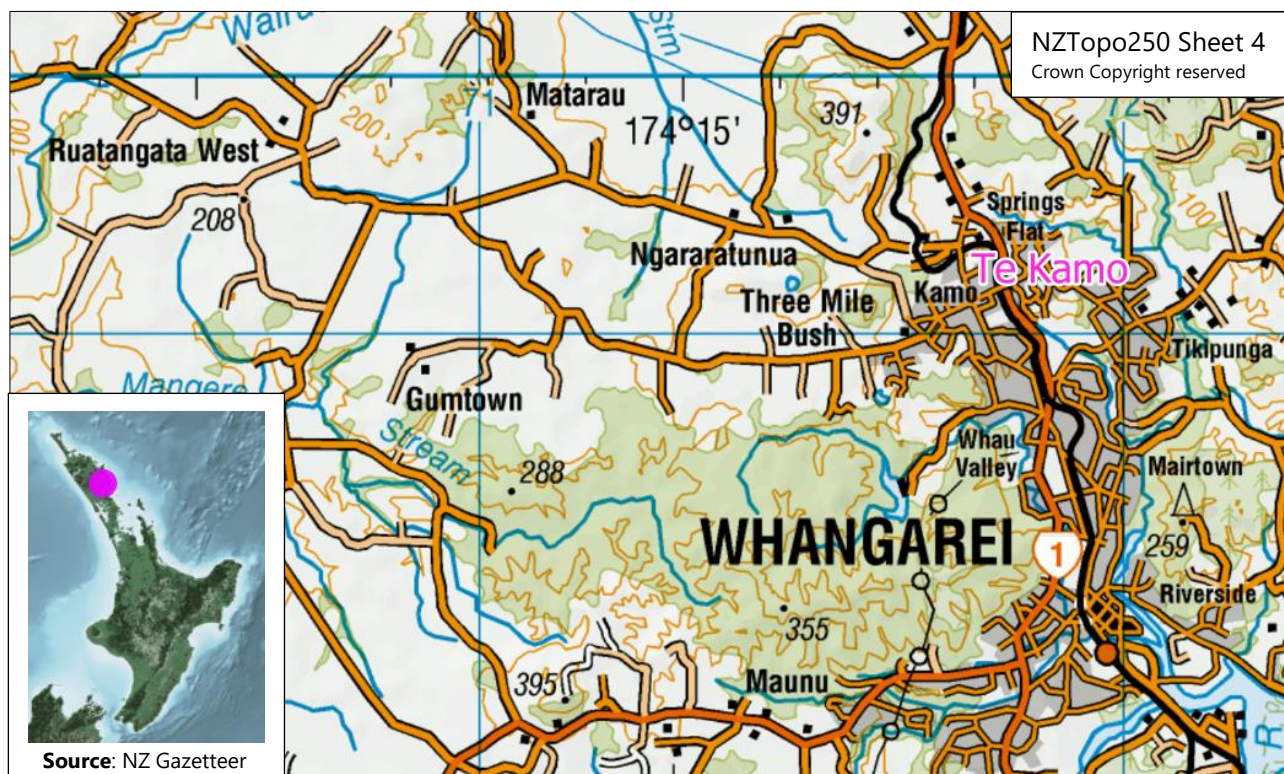 NZTopo250 Sheet 4
Crown Copyright reserved
Stm
Matarau
71
200
174°15'
391
Ruatangata West
208
Springs
Flat
100
Ngararatunua
Te Kamo
Kamo
Three Mile
Bush
Tikipunga
Mangere
Stream
Gumtown
288
Whau
Valley
Mairtown
WHANGAREI
1
259
Riverside
355
Maunu
395
Source: NZ Gazetteer